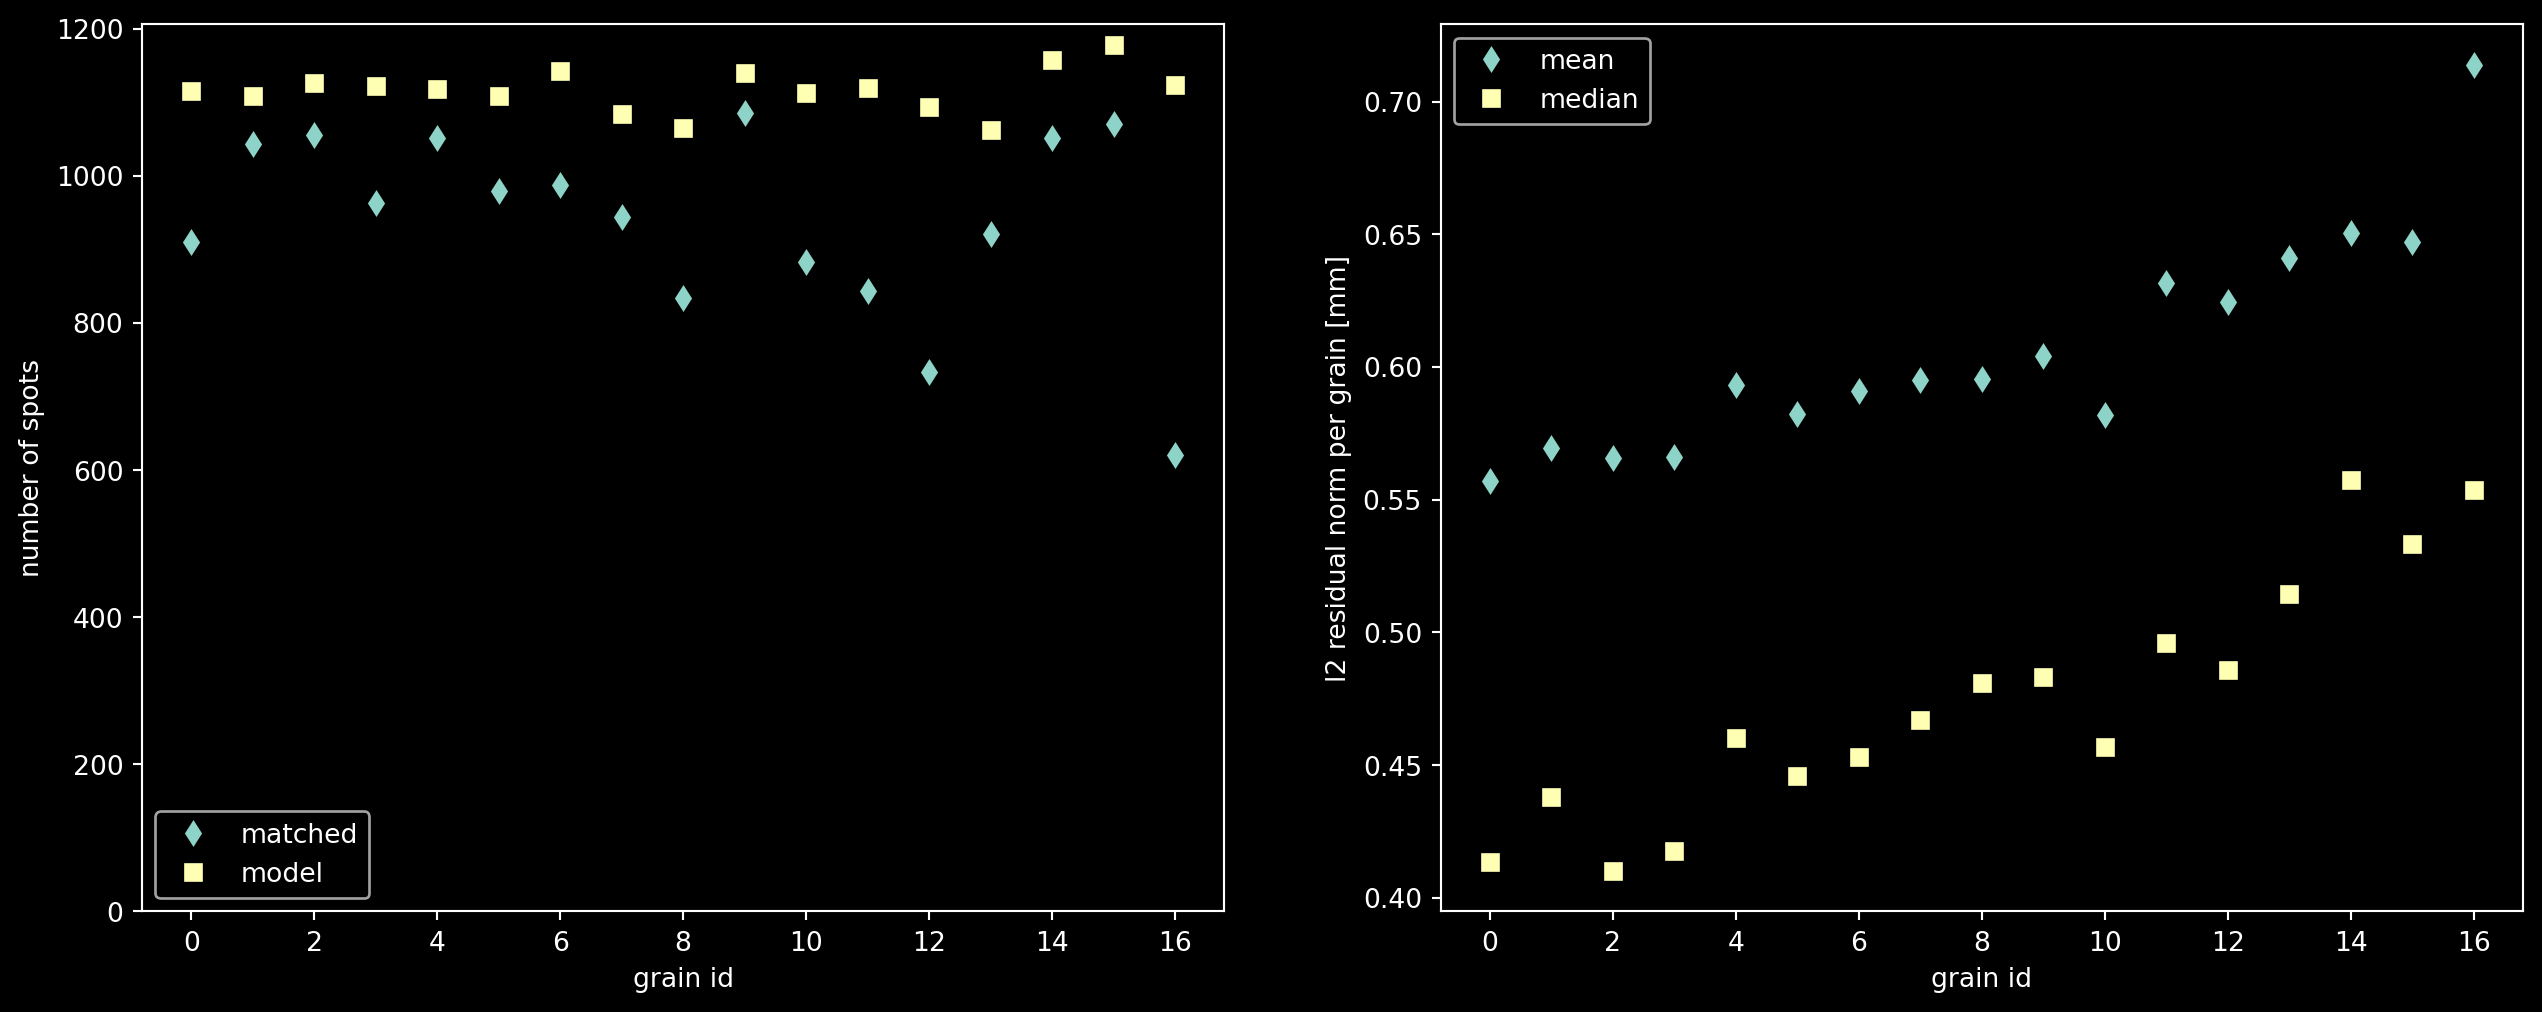 1200
1000
800
600
400
200
0
number of spots
matched
model
0 2 4 6 8 10 12 14 16
grain id
mean
median
0.70
0.65
0.60
0.55
0.50
0.45
0.40
l2 residual norm per grain [mm]
0 2 4 6 8 10 12 14 16
grain id